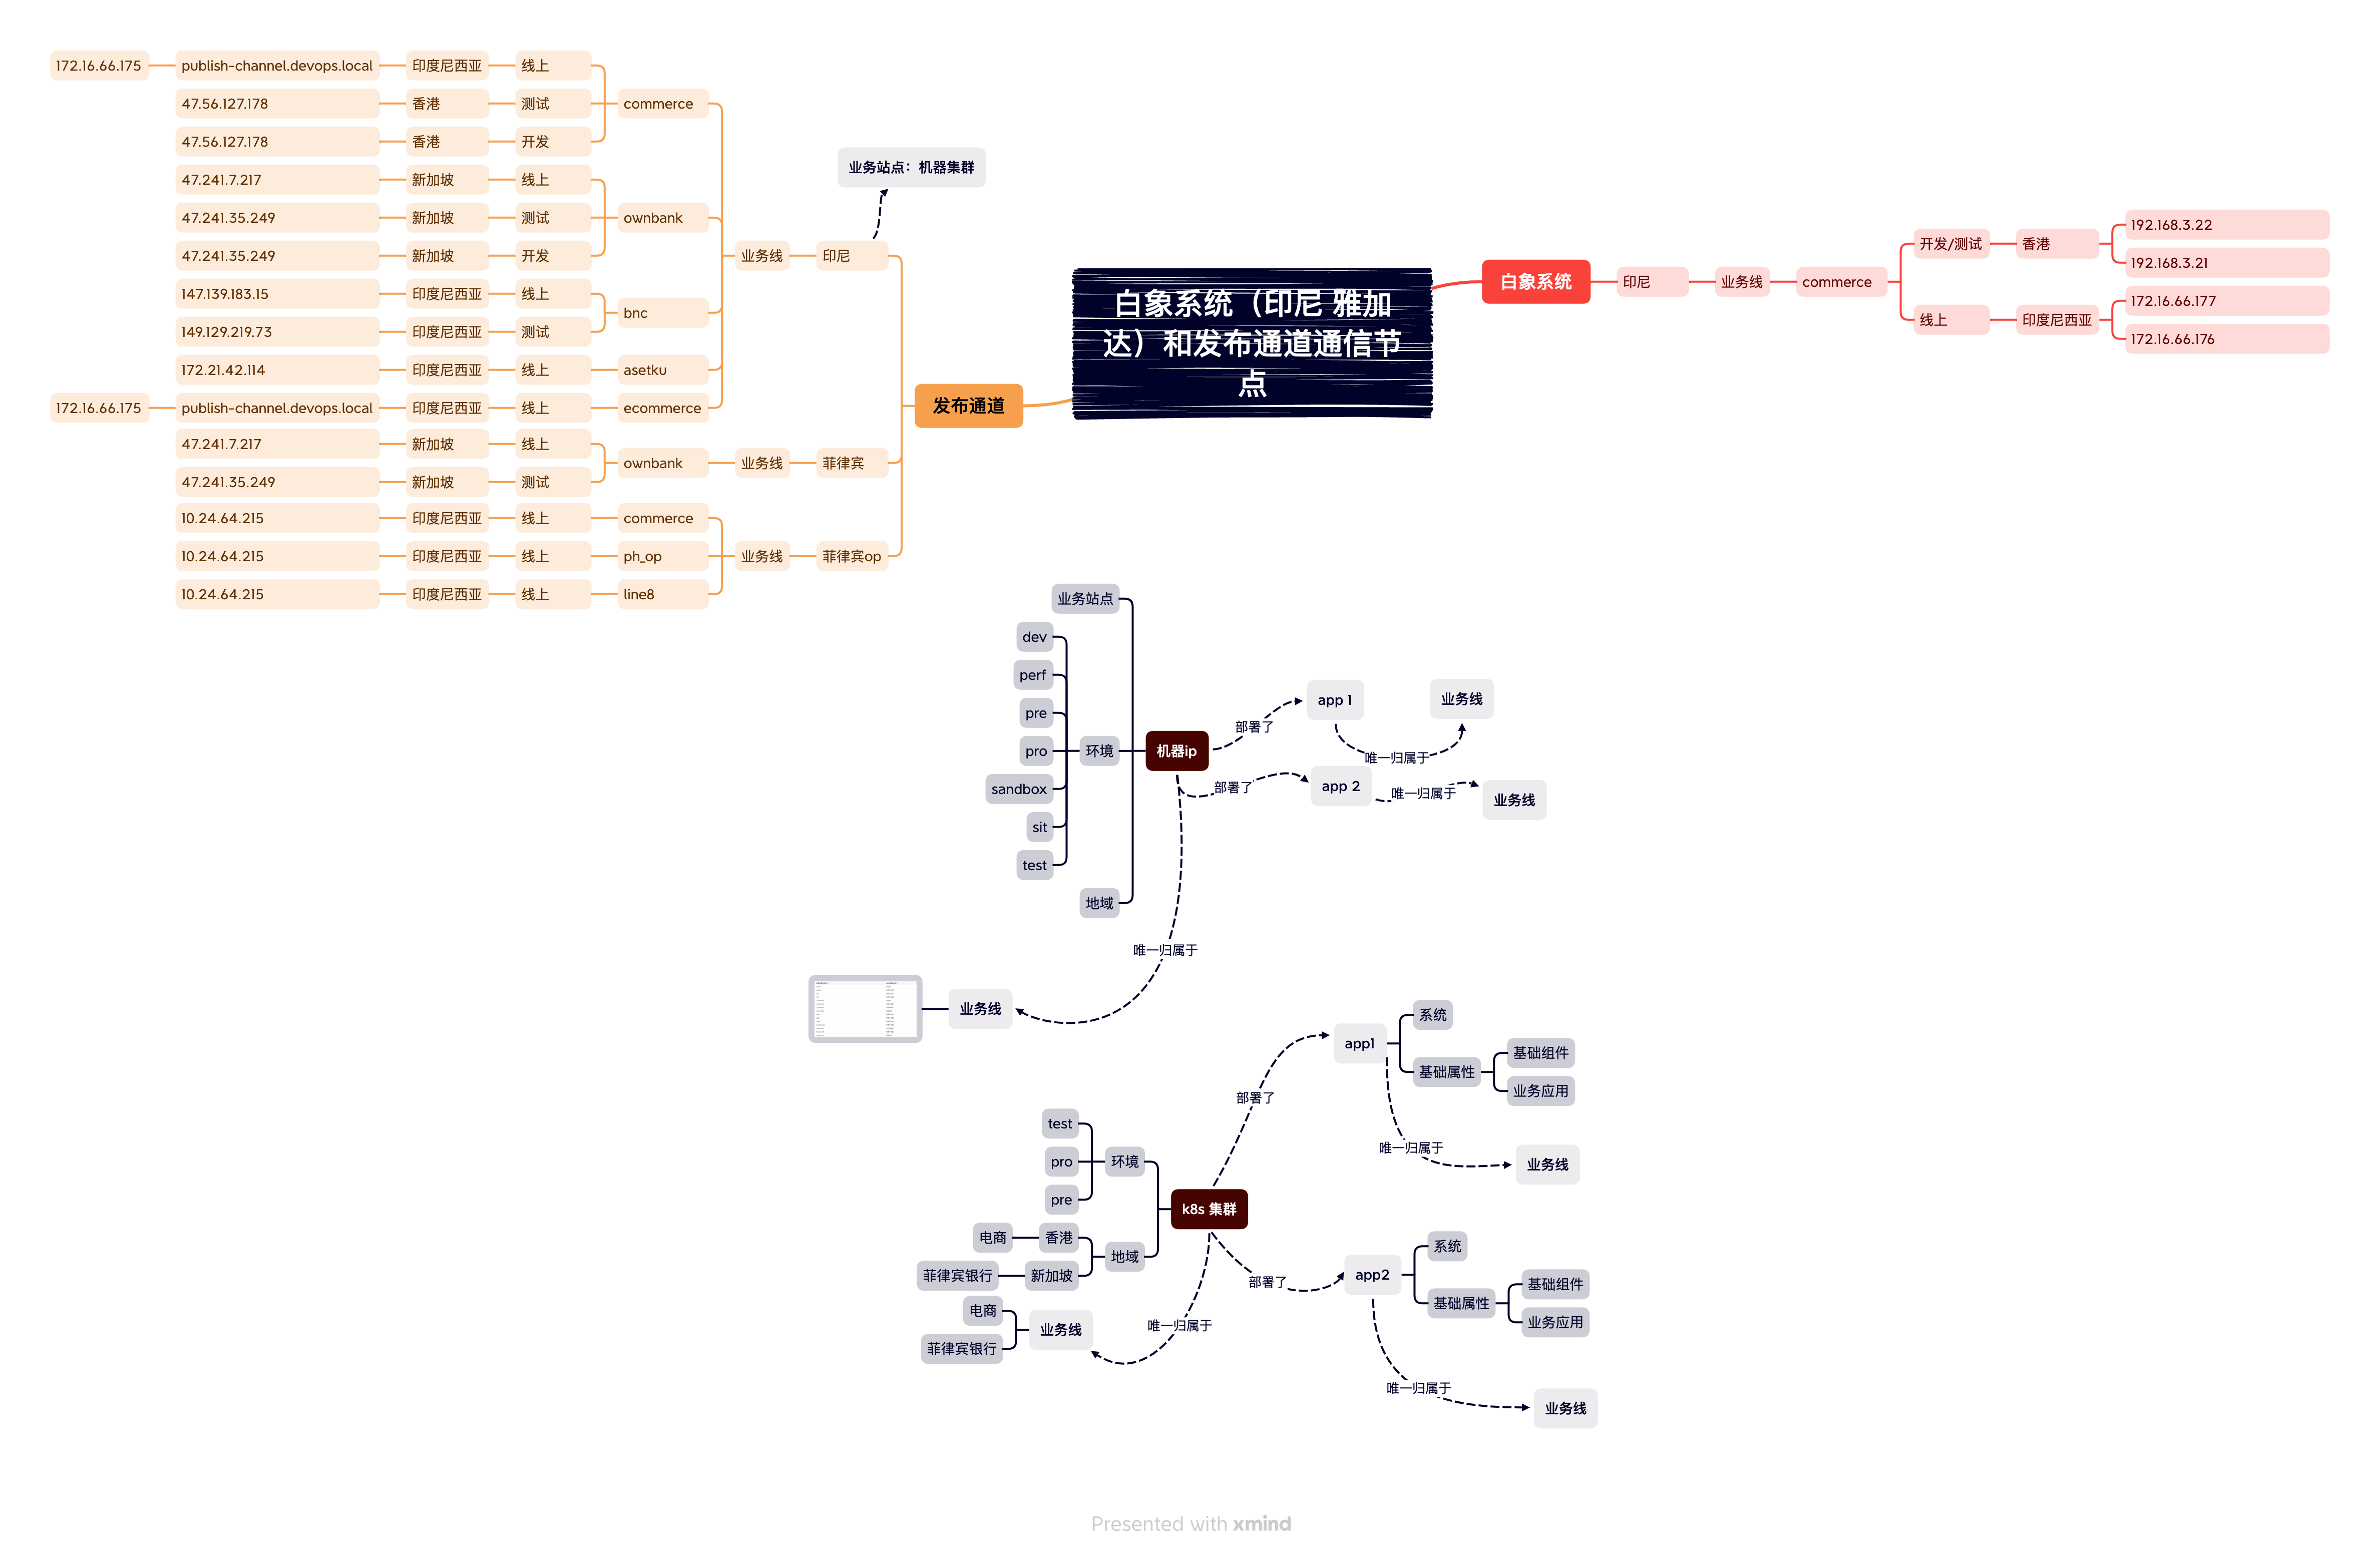 172.16.66.175
publish-channel.devops.local
印度尼西亚
线上
47.56.127.178
香港
测试
commerce
47.56.127.178
香港
开发
47.241.7.217
新加坡
线上
47.241.35.249
新加坡
测试
ownbank
47.241.35.249
新加坡
开发
业务线
印尼
业务站点：机器集群
147.139.183.15
印度尼西亚
线上
bnc
149.129.219.73
印度尼西亚
测试
172.21.42.114
印度尼西亚
线上
asetku
172.16.66.175
publish-channel.devops.local
印度尼西亚
线上
ecommerce
发布通道
47.241.7.217
新加坡
线上
ownbank
业务线
菲律宾
47.241.35.249
新加坡
测试
10.24.64.215
印度尼西亚
线上
commerce
10.24.64.215
印度尼西亚
线上
ph_op
业务线
菲律宾op
10.24.64.215
印度尼西亚
线上
line8
白象系统（印尼 雅加
达）和发布通道通信节
点
白象系统
印尼
业务线
commerce
开发/测试
香港
192.168.3.22
192.168.3.21
线上
印度尼西亚
172.16.66.177
172.16.66.176
业务站点
dev
perf
pre
pro
sandbox
sit
test
环境
地域
机器ip
部署了
app 1
唯一归属于
业务线
部署了
app 2
唯一归属于
业务线
唯一归属于
业务线
test
pro
pre
环境
电商
香港
菲律宾银行
新加坡
地域
k8s 集群
部署了
app1
系统
基础属性
基础组件
业务应用
唯一归属于
业务线
部署了
app2
系统
基础属性
基础组件
业务应用
唯一归属于
业务线
唯一归属于
业务线
电商
菲律宾银行
Presented with xmind